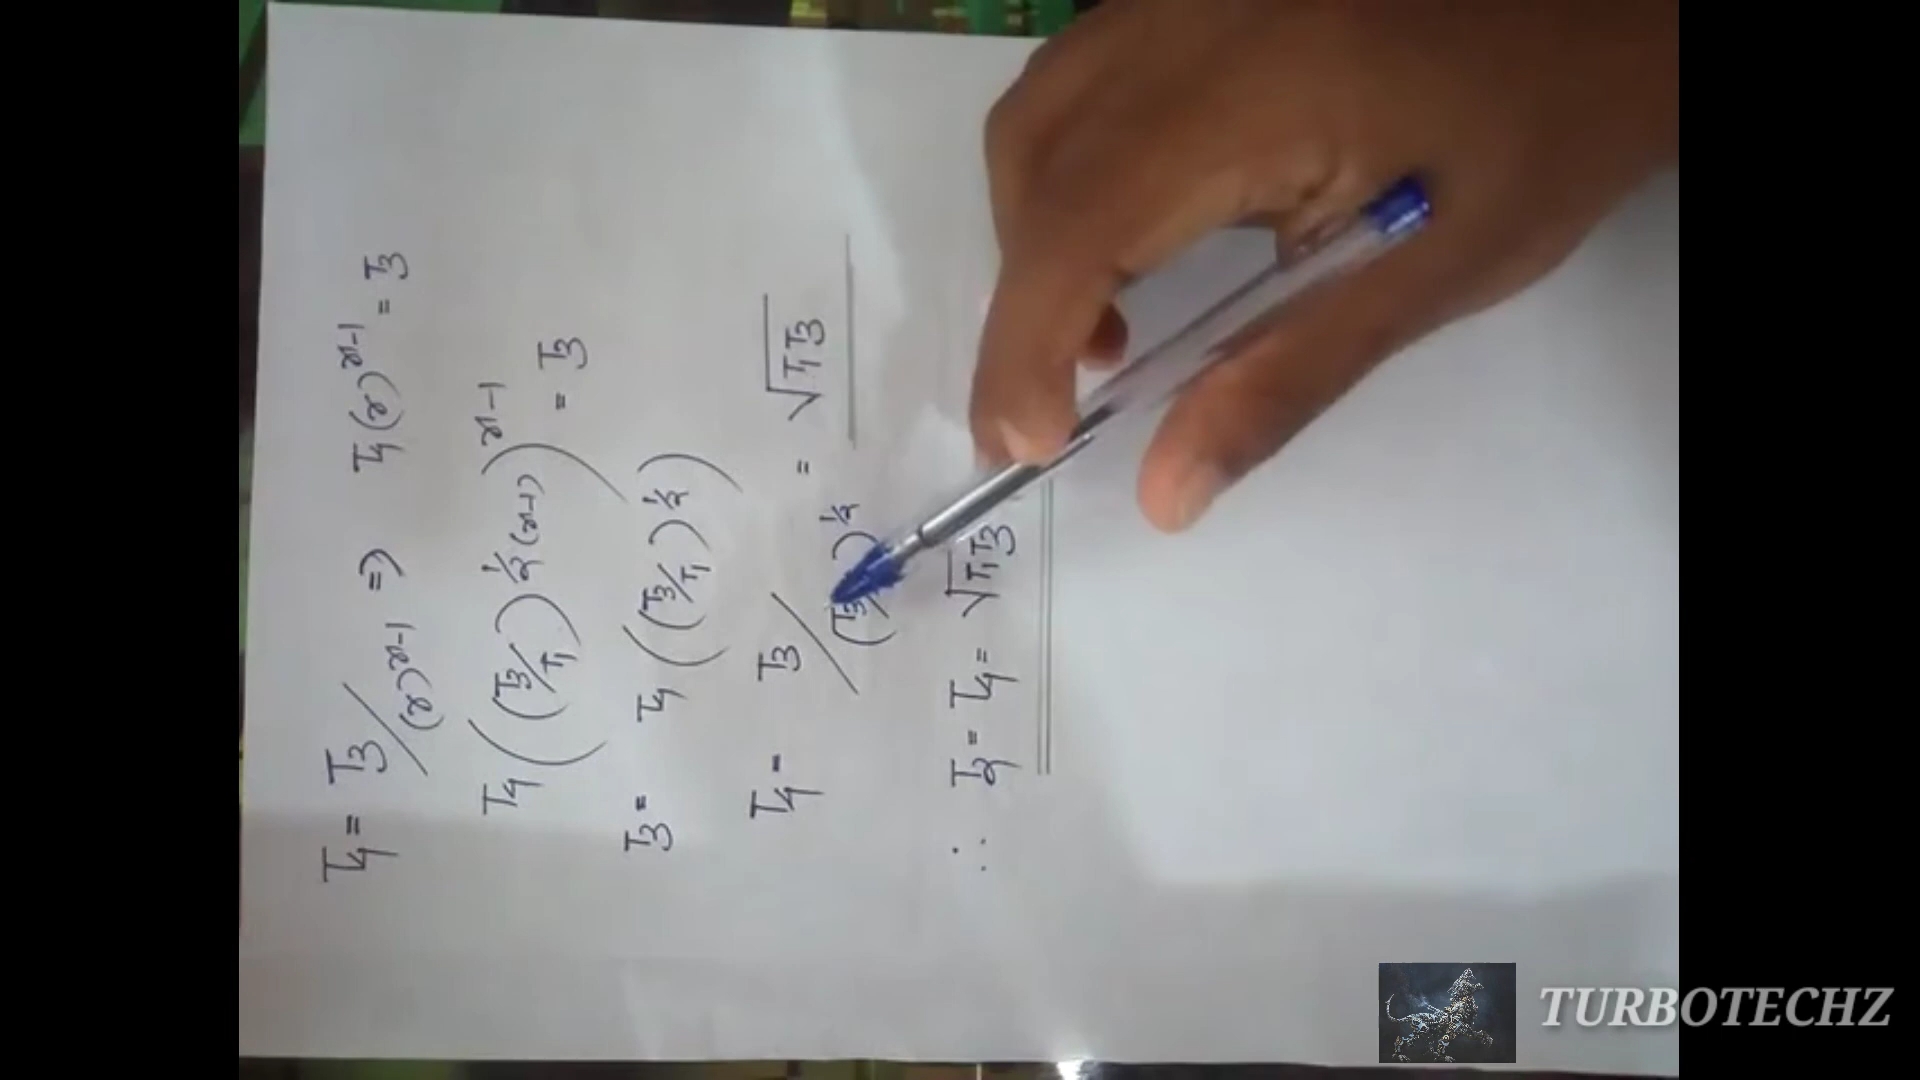 T4 = T3/(r)^r-1 => T4(r)^r-1 = T3
T4((T3/T1)^1/2(r-1))^r-1 = T3
T3 = T4((T3/T1)^1/2)
T4 = T3/(T3/ )^1/2 = √T1T3
∴ T2 = T4 = √T1T3
TURBOTECHZ